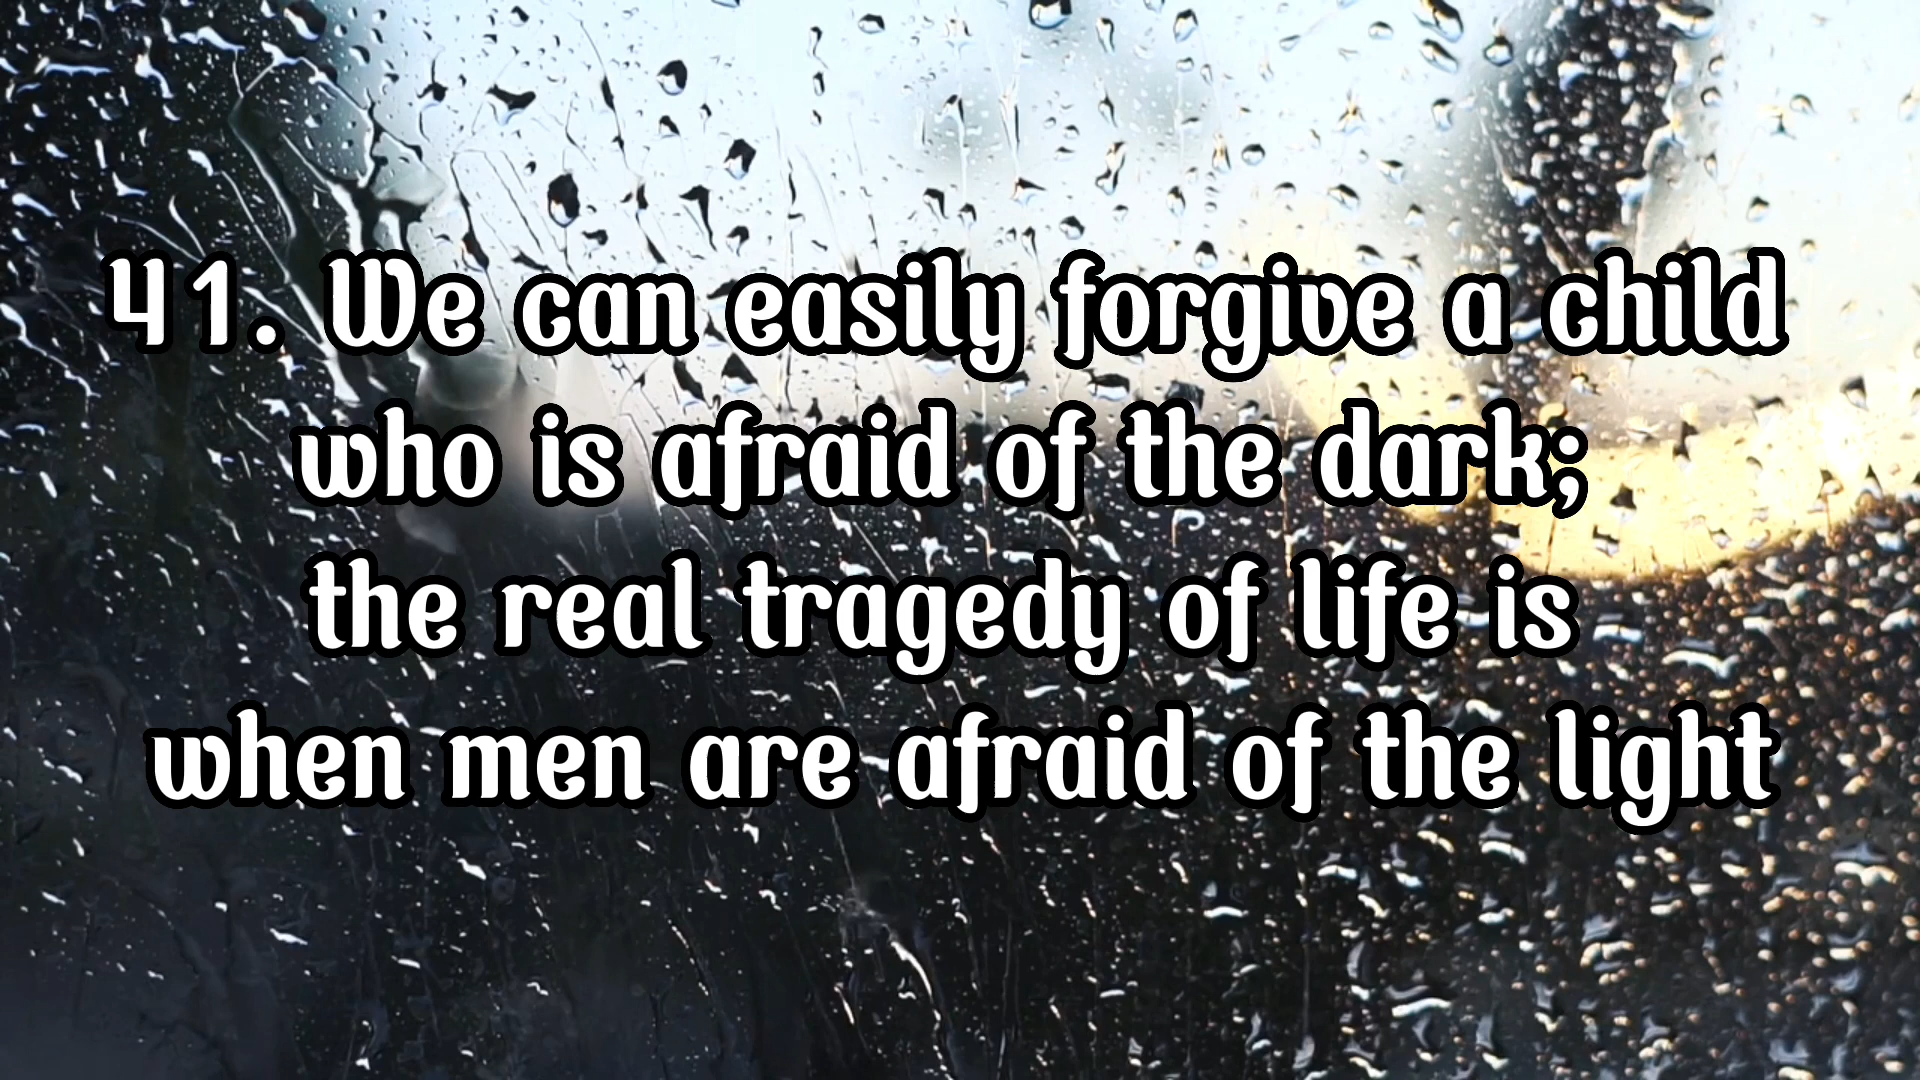 41. We can easily forgive a child
who is afraid of the dark;
the real tragedy of life is
when men are afraid of the light